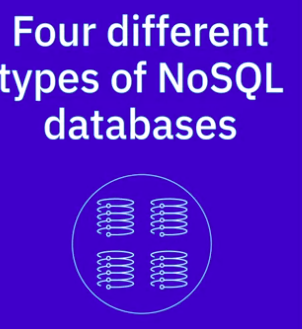 Four different
types of NoSQL
databases